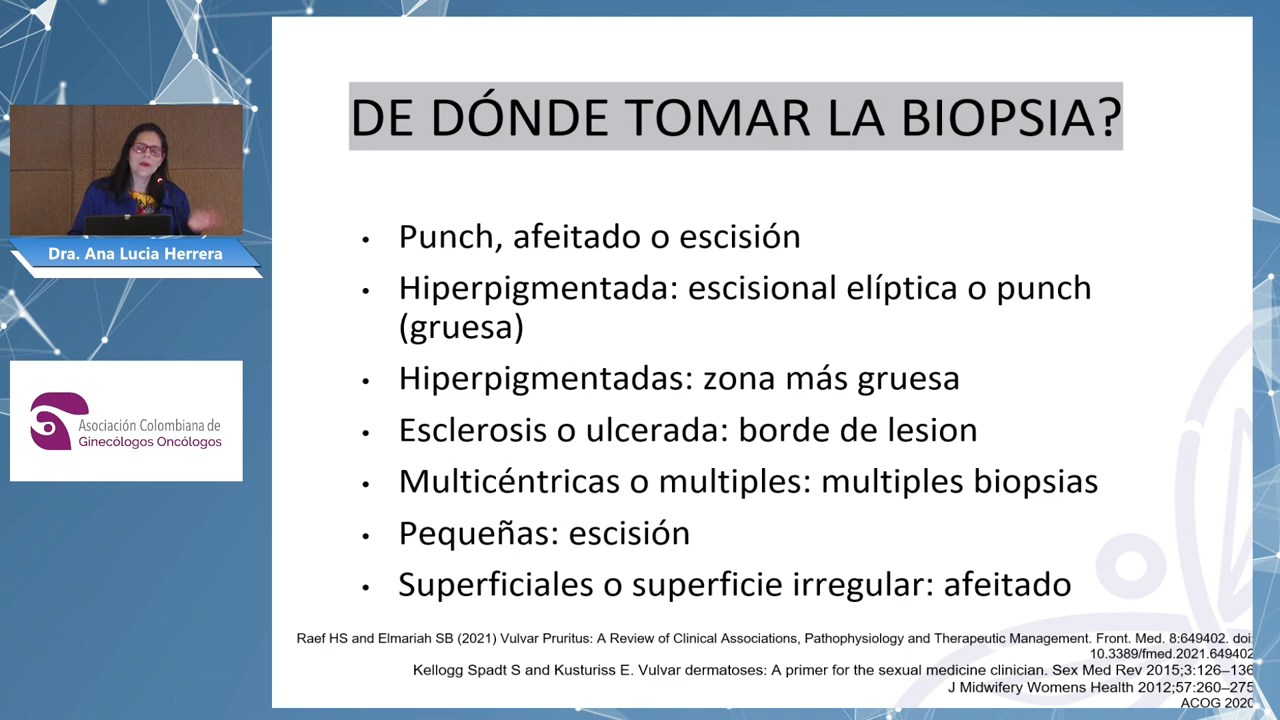 DE DÓNDE TOMAR LA BIOPSIA?
Dra. Ana Lucia Herrera
Asociación Colombiana de
Ginecólogos Oncólogos
• Punch, afeitado o escisión
• Hiperpigmentada: escisional elíptica o punch
(gruesa)
• Hiperpigmentadas: zona más gruesa
• Esclerosis o ulcerada: borde de lesion
• Multicéntricas o multiples: multiples biopsias
• Pequeñas: escisión
• Superficiales o superficie irregular: afeitado
Raef HS and Elmariah SB (2021) Vulvar Pruritus: A Review of Clinical Associations, Pathophysiology and Therapeutic Management. Front. Med. 8:649402. doi:
10.3389/fmed.2021.649402
Kellogg Spadt S and Kusturiss E. Vulvar dermatoses: A primer for the sexual medicine clinician. Sex Med Rev 2015;3:126–136
J Midwifery Womens Health 2012;57:260–275
ACOG 2020